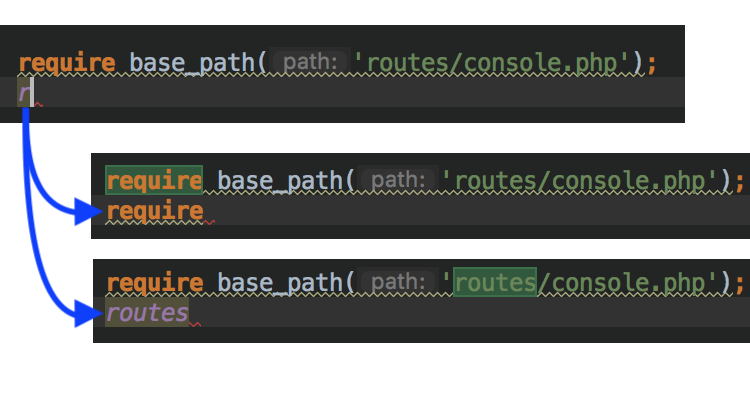 require base_path( path: 'routes/console.php');
r
require base_path( path: 'routes/console.php');
require
require base_path( path: 'routes/console.php');
routes